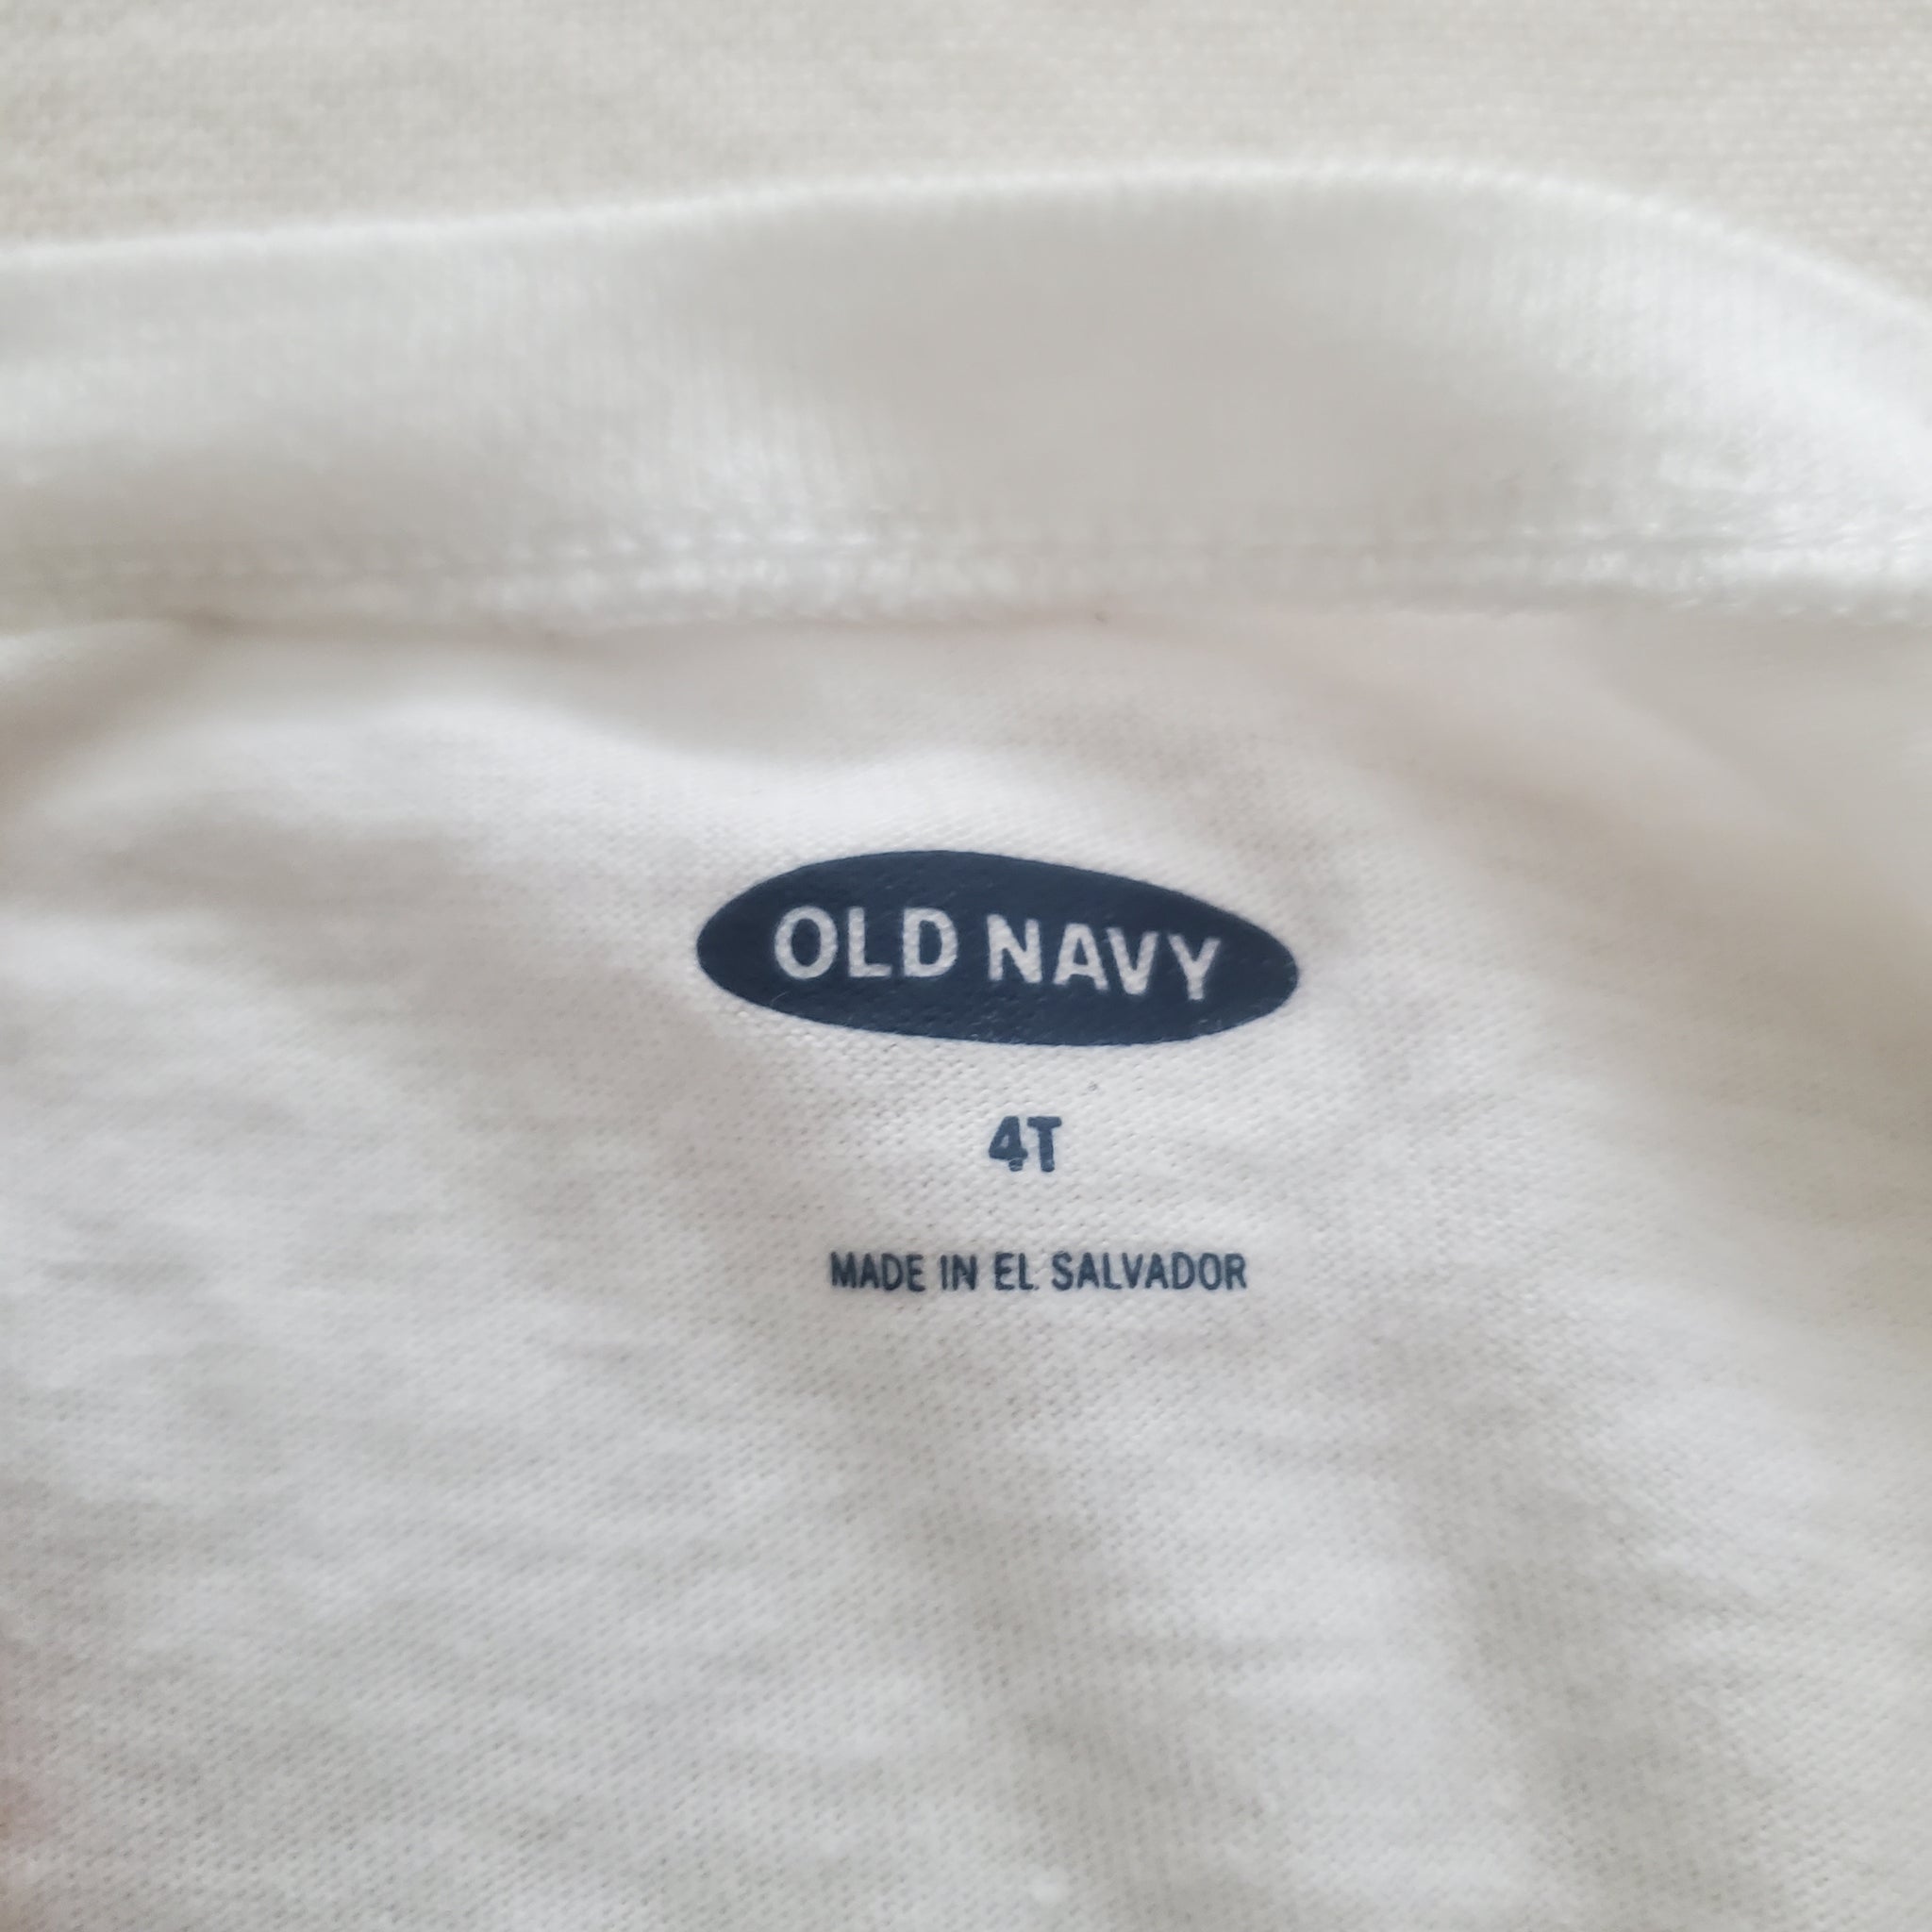 OLD NAVY
4T
MADE IN EL SALVADOR